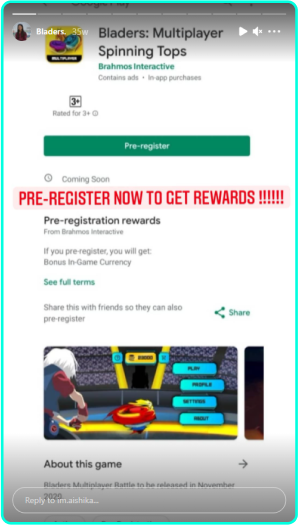 Google Play
Bladers. 35w
Bladers: Multiplayer
Spinning Tops
MULTIPLAYER
Brahmos Interactive
Contains ads • In-app purchases
3+
Rated for 3+
Pre-register
Coming Soon
PRE-REGISTER NOW TO GET REWARDS !!!!!!
Pre-registration rewards
From Brahmos Interactive
If you pre-register, you will get:
Bonus In-Game Currency
See full terms
Share this with friends so they can also
pre-register
Share
PLAY
PROFILE
SETTINGS
ABOUT
About this game
Bladers Multiplayer Battle to be released in November
2020
Reply to im.aishika...